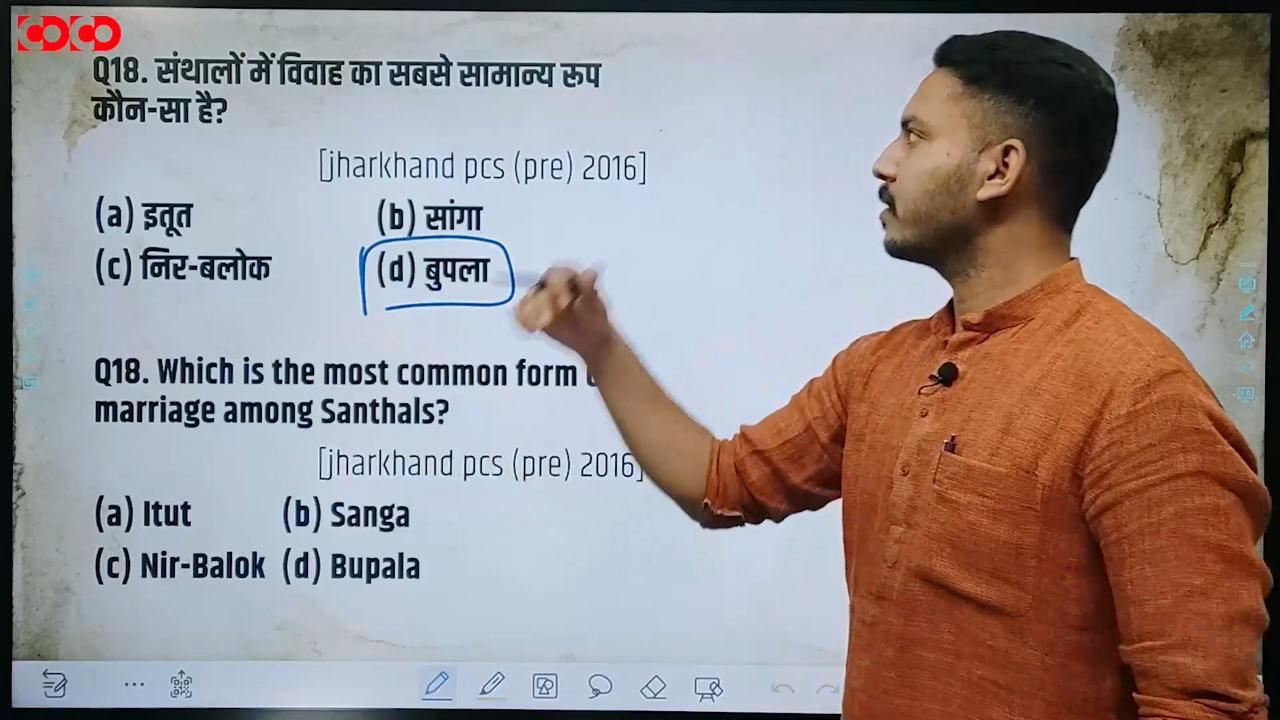 COCO
Q18. संथालों में विवाह का सबसे सामान्य रूप
कौन-सा है?
[jharkhand pcs (pre) 2016]
(a) इतूत (b) सांगा
(c) निर-बलोक (d) बुपला
Q18. Which is the most common form
marriage among Santhals?
[jharkhand pcs (pre) 2016]
(a) Itut (b) Sanga
(c) Nir-Balok (d) Bupala